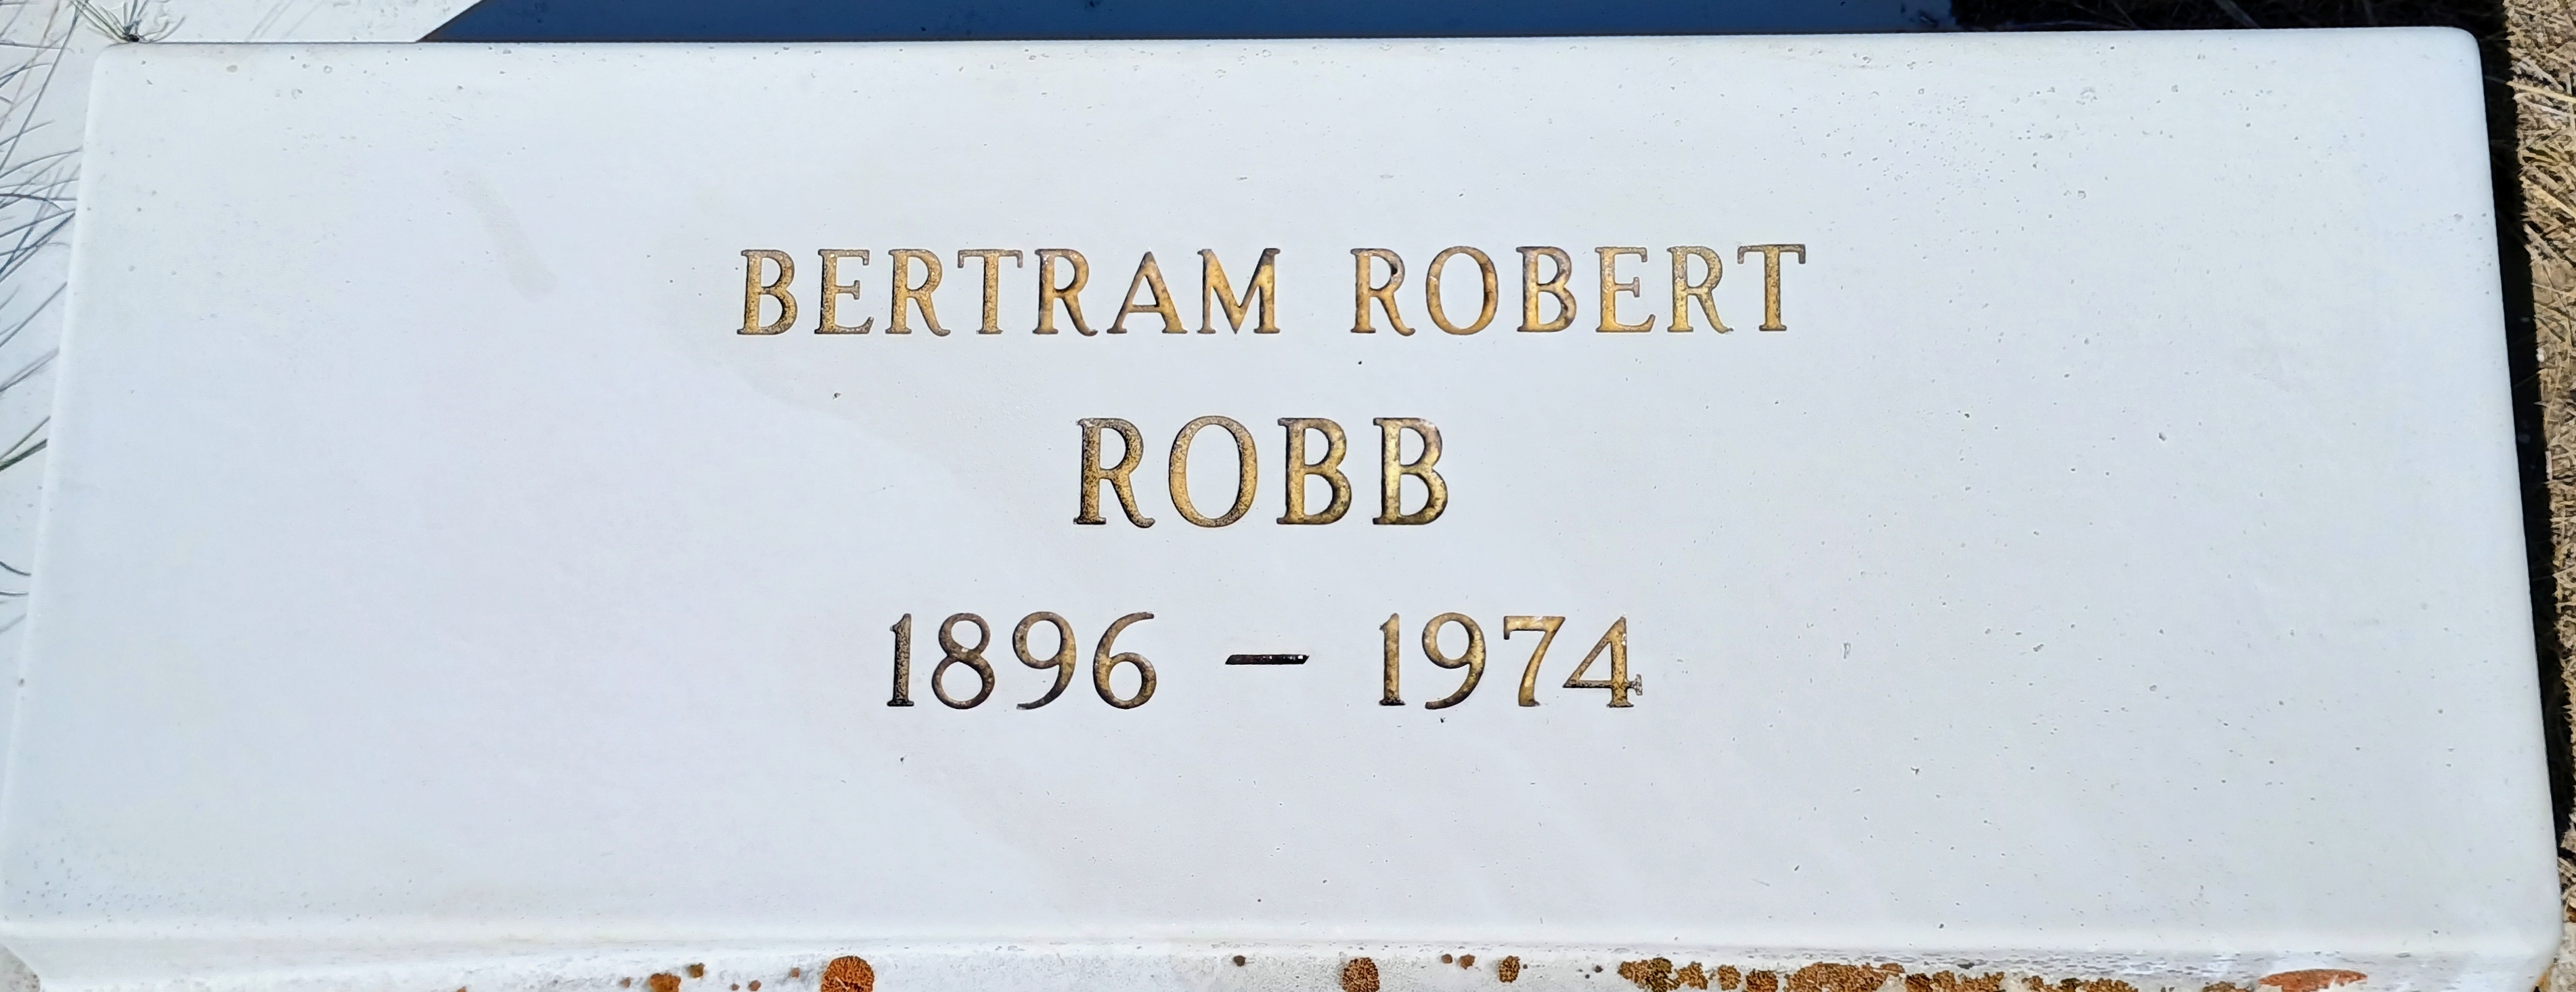 BERTRAM ROBERT
ROBB
1896 – 1974